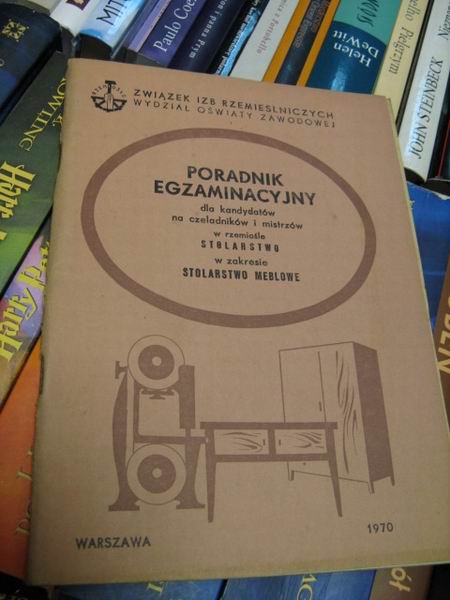 ZWIĄZEK IZB RZEMIEŚLNICZYCH
WYDZIAŁ OŚWIATY ZAWODOWEJ
PORADNIK
EGZAMINACYJNY
dla kandydatów
na czeladników i mistrzów
w rzemiośle
STOLARSTWO
w zakresie
STOLARSTWO MEBLOWE
WARSZAWA
1970
Paulo
Helen
DeWitt
Pielgrzym
JOHN STEINBECK
Harry
Harry